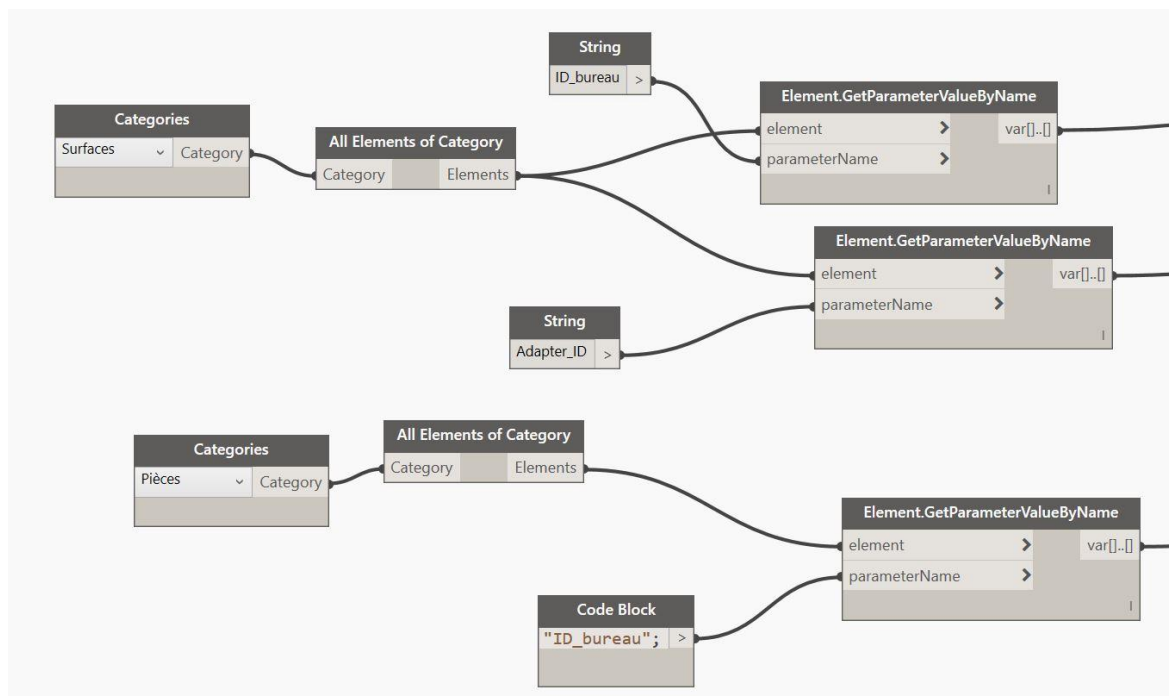 String
ID_bureau >
Categories
Surfaces Category
All Elements of Category
Category Elements
Element.GetParameterValueByName
element > var[]..[]
parameterName >
l
Element.GetParameterValueByName
element > var[]..[]
parameterName >
l
String
Adapter_ID >
Categories
Pièces Category
All Elements of Category
Category Elements
Element.GetParameterValueByName
element > var[]..[]
parameterName >
l
Code Block
"ID_bureau"; >